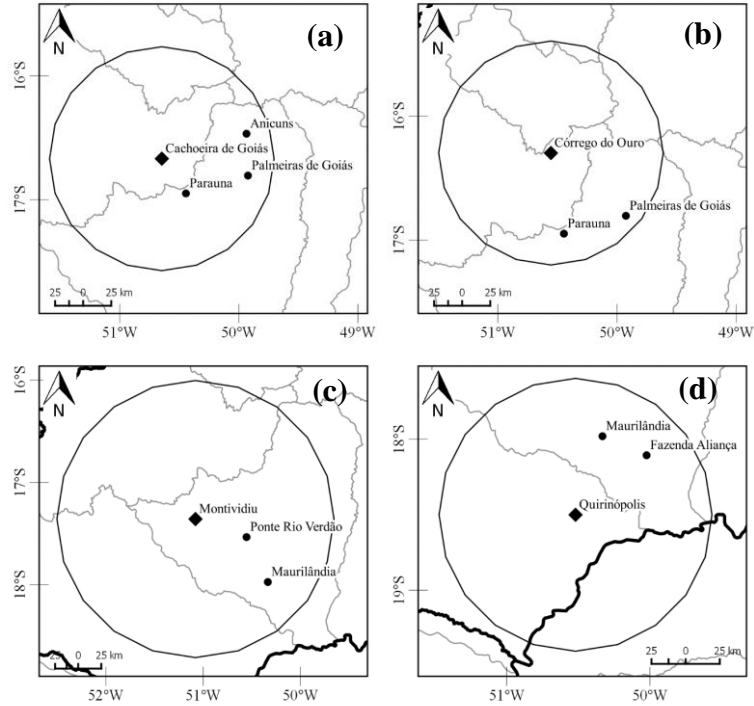 (a)
N
16°S
17°S
Anicuns
Cachoeira de Goiás
Palmeiras de Goiás
Parauna
25 0 25 km
51°W 50°W 49°W
(b)
N
16°S
17°S
Córrego do Ouro
Palmeiras de Goiás
Parauna
25 0 25 km
51°W 50°W 49°W
(c)
N
16°S
17°S
18°S
Montividiu
Ponte Rio Verdão
Maurilândia
25 0 25 km
52°W 51°W 50°W
(d)
N
18°S
19°S
Maurilândia
Fazenda Aliança
Quirinópolis
25 0 25 km
51°W 50°W